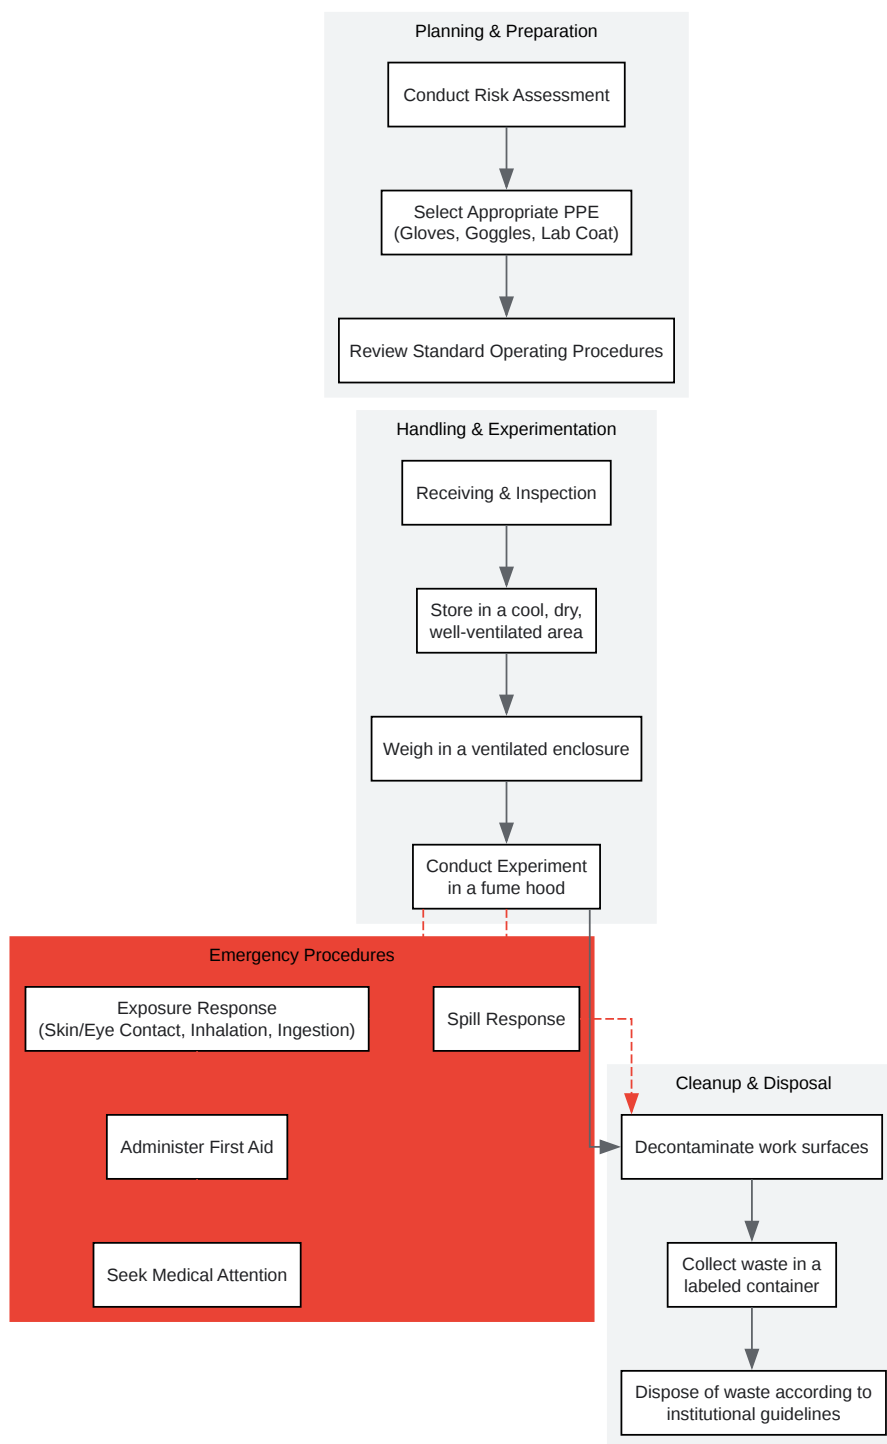 Planning & Preparation
Conduct Risk Assessment
Select Appropriate PPE
(Gloves, Goggles, Lab Coat)
Review Standard Operating Procedures
Handling & Experimentation
Receiving & Inspection
Store in a cool, dry,
well-ventilated area
Weigh in a ventilated enclosure
Conduct Experiment
in a fume hood
Emergency Procedures
Exposure Response
(Skin/Eye Contact, Inhalation, Ingestion)
Spill Response
Administer First Aid
Seek Medical Attention
Cleanup & Disposal
Decontaminate work surfaces
Collect waste in a
labeled container
Dispose of waste according to
institutional guidelines